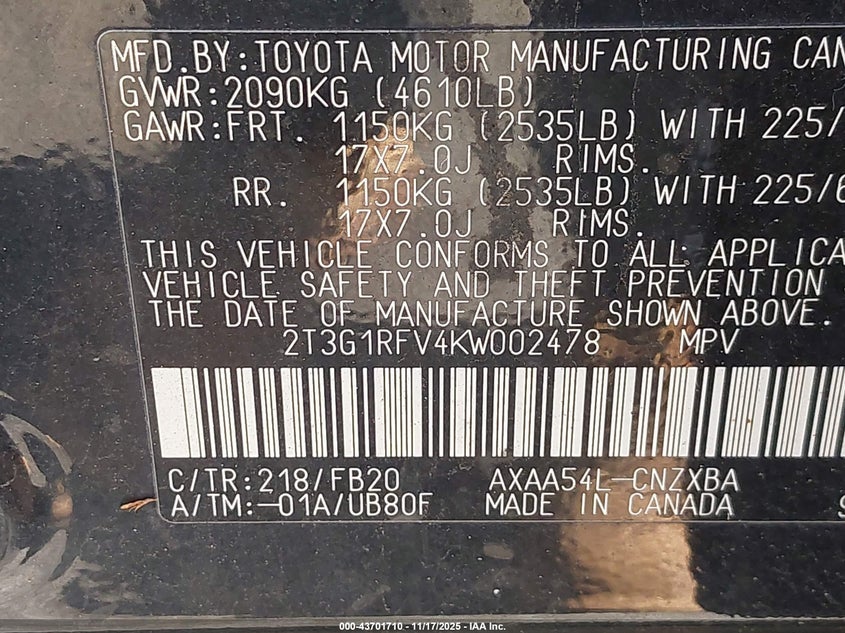 MFD.BY:TOYOTA MOTOR MANUFACTURING CAN
GVWR:2090KG (4610LB)
GAWR:FRT. 1150KG (2535LB) WITH 225/
17X7.0J RIMS.
RR. 1150KG (2535LB) WITH 225/6
17X7.0J RIMS.
THIS VEHICLE CONFORMS TO ALL APPLICA
VEHICLE SAFETY AND THEFT PREVENTION
THE DATE OF MANUFACTURE SHOWN ABOVE.
2T3G1RFV4KW002478 MPV
C/TR:218/FB20 AXAA54L-CNZXBA
A/TM:-01A/UB80F MADE IN CANADA S
000-43701710 - 11/17/2025 - IAA Inc.